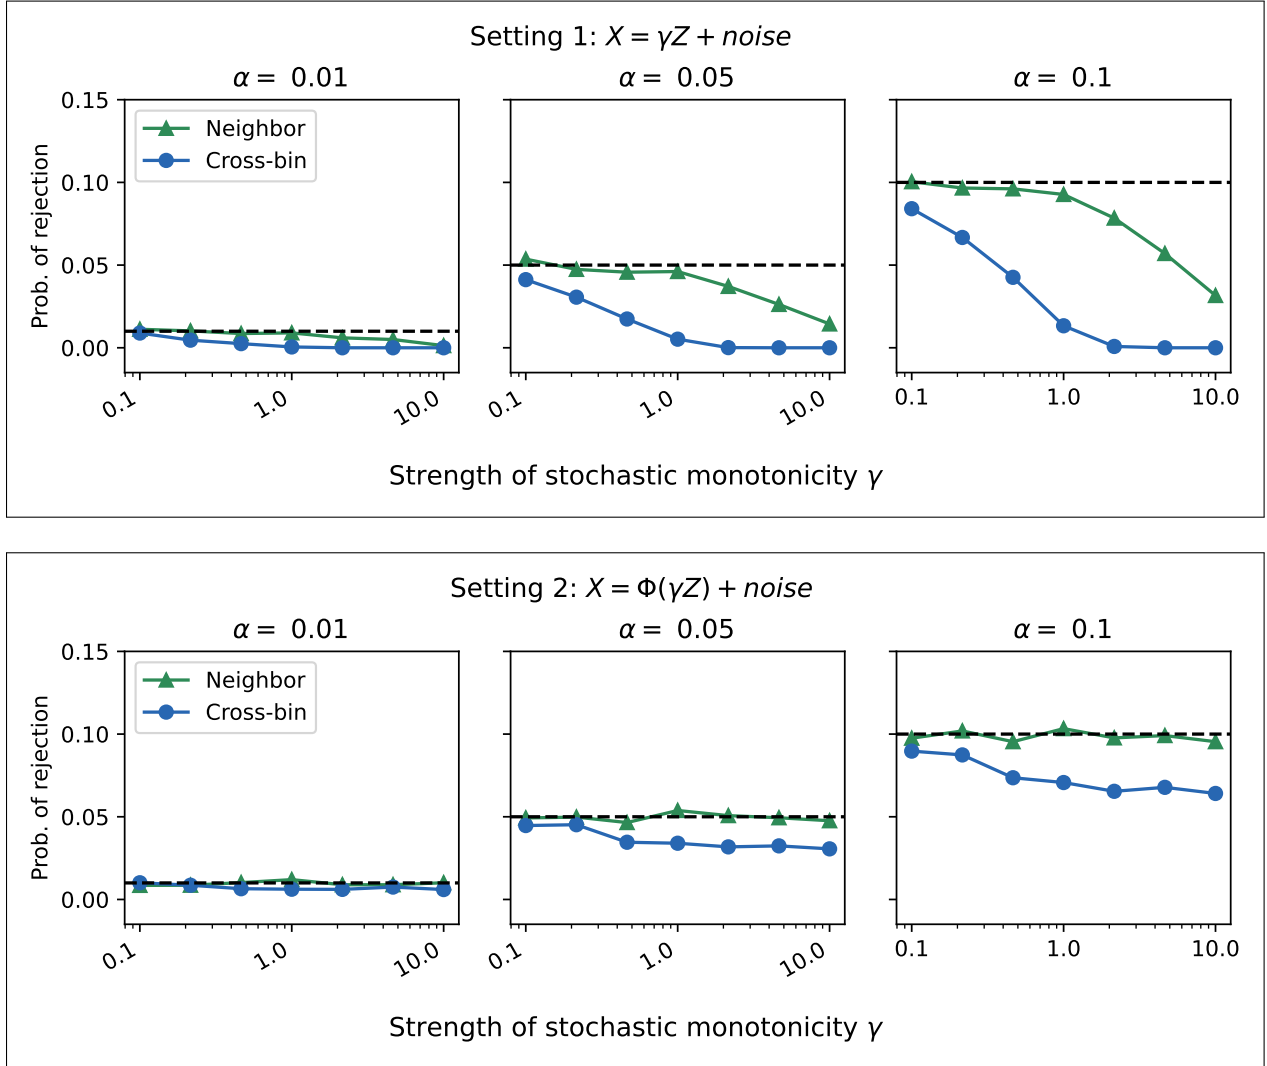 Setting 1: X = γZ + noise
α = 0.01
α = 0.05
α = 0.1
Prob. of rejection
0.15
0.10
0.05
0.00
Neighbor
Cross-bin
0.1 1.0 10.0
0.1 1.0 10.0
0.1 1.0 10.0
Strength of stochastic monotonicity γ
Setting 2: X = Φ(γZ) + noise
α = 0.01
α = 0.05
α = 0.1
Prob. of rejection
0.15
0.10
0.05
0.00
Neighbor
Cross-bin
0.1 1.0 10.0
0.1 1.0 10.0
0.1 1.0 10.0
Strength of stochastic monotonicity γ